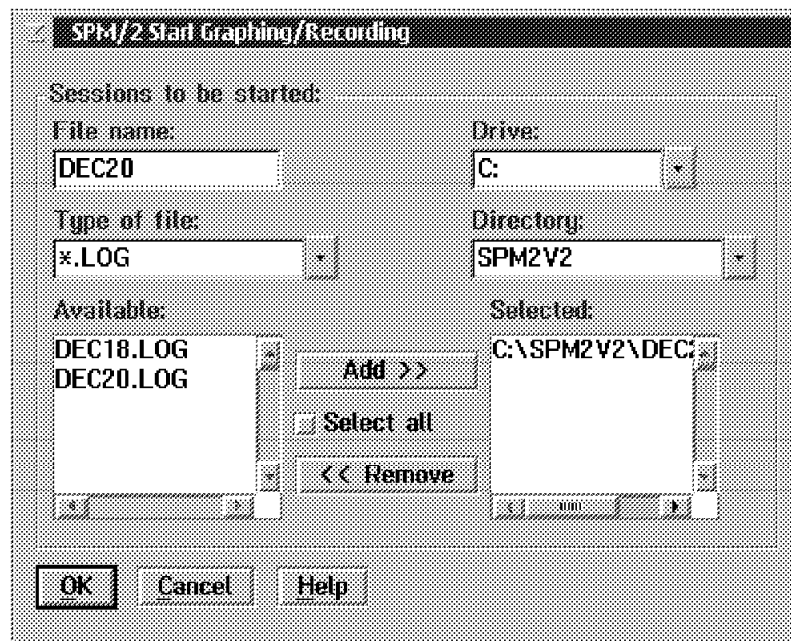 SPM/2 Start Graphing/Recording
Sessions to be started:
File name:
Drive:
DEC20
C:
Type of file:
Directory:
*.LOG
SPM2V2
Available:
Selected:
DEC18.LOG
DEC20.LOG
C:\SPM2V2\DEC2
Add >>
Select all
<< Remove
OK
Cancel
Help